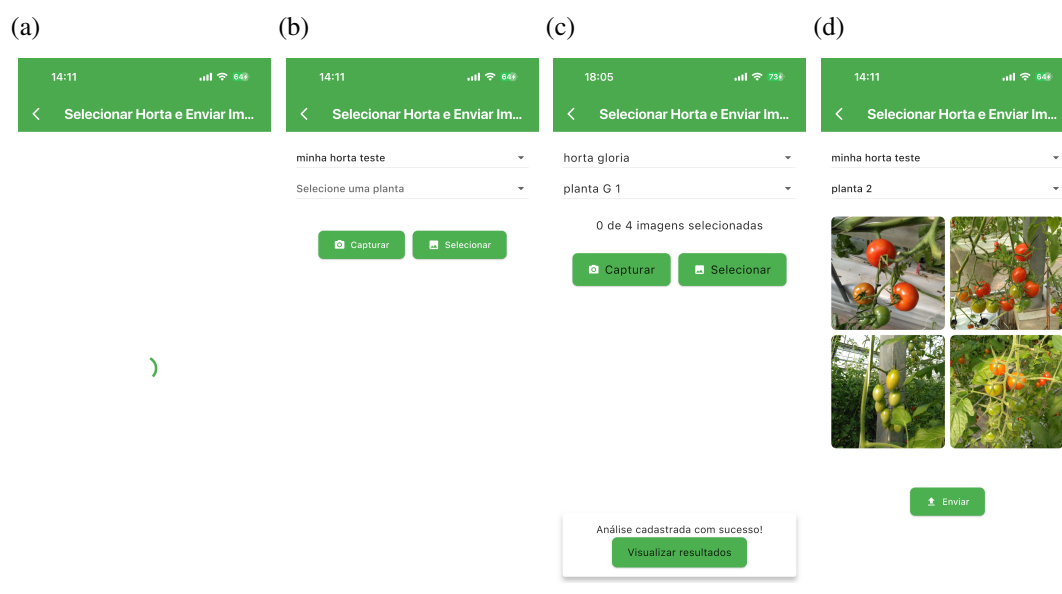 (a)
14:11
64
Selecionar Horta e Enviar Im...
(b)
14:11
64
Selecionar Horta e Enviar Im...
minha horta teste
Selecione uma planta
Capturar
Selecionar
(c)
18:05
73
Selecionar Horta e Enviar Im...
horta gloria
planta G 1
0 de 4 imagens selecionadas
Capturar
Selecionar
Análise cadastrada com sucesso!
Visualizar resultados
(d)
14:11
64
Selecionar Horta e Enviar Im...
minha horta teste
planta 2
Enviar